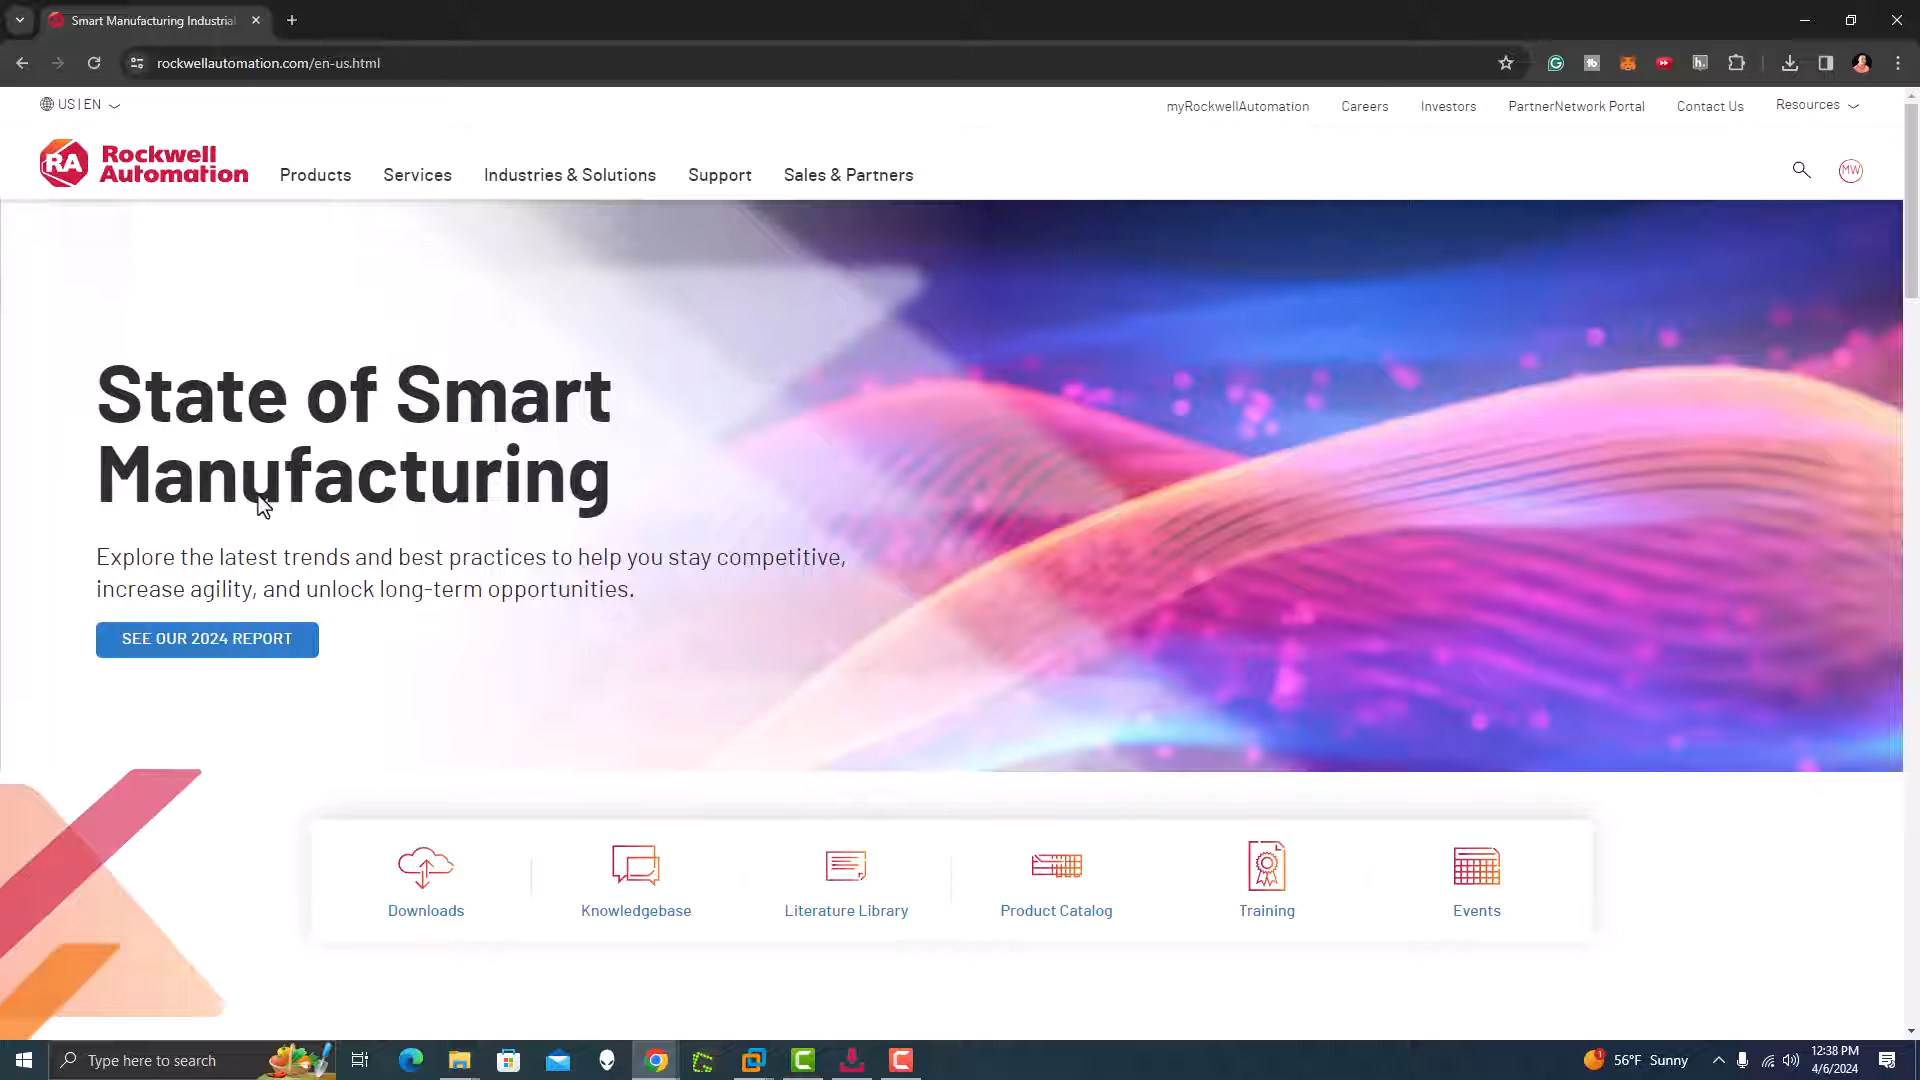 Smart Manufacturing Industrial
rockwellautomation.com/en-us.html
US | EN
myRockwellAutomation
Careers
Investors
PartnerNetwork Portal
Contact Us
Resources
RA
Rockwell
Automation
Products
Services
Industries & Solutions
Support
Sales & Partners
MW
State of Smart
Manufacturing
Explore the latest trends and best practices to help you stay competitive,
increase agility, and unlock long-term opportunities.
SEE OUR 2024 REPORT
Downloads
Knowledgebase
Literature Library
Product Catalog
Training
Events
Type here to search
1
56°F Sunny
12:38 PM
4/6/2024